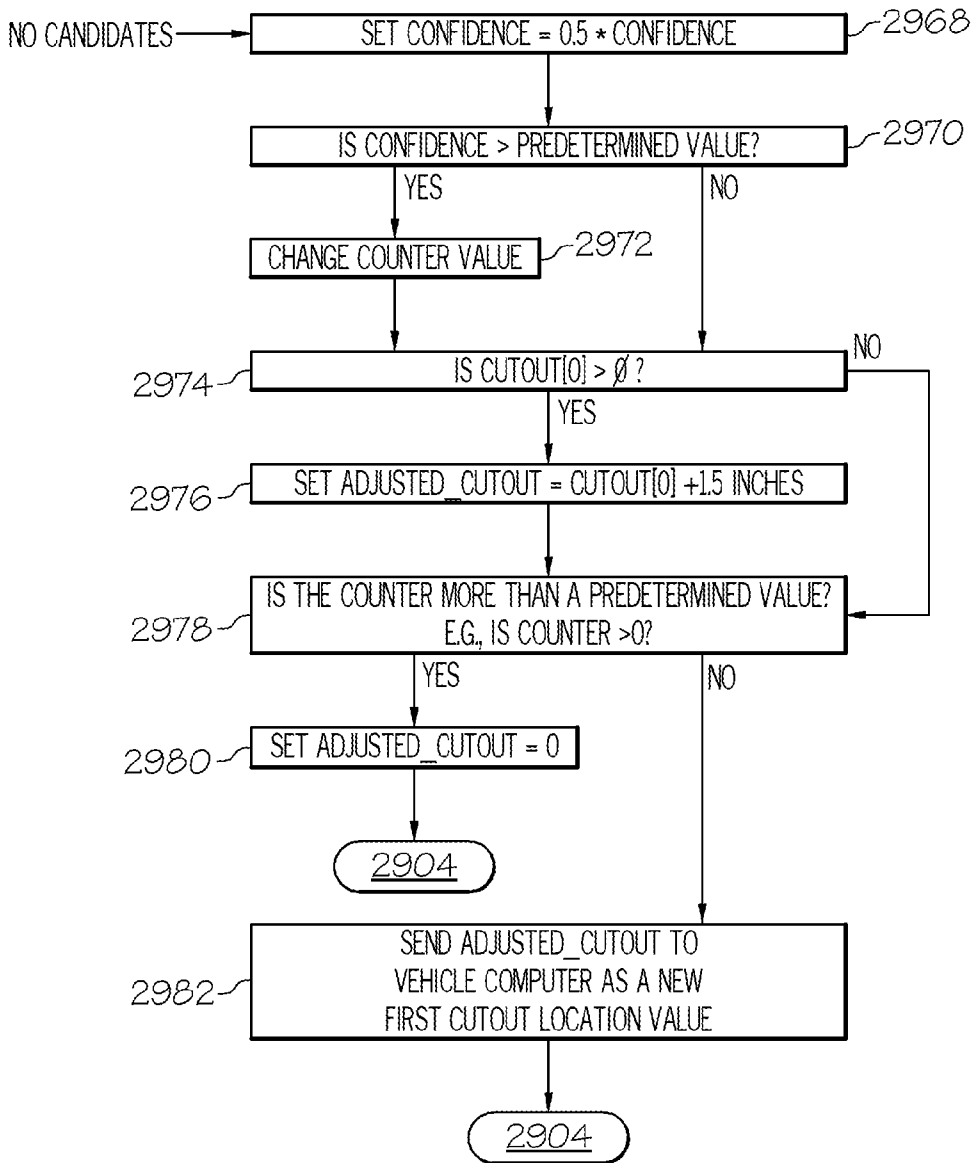 NO CANDIDATES
SET CONFIDENCE = 0.5 * CONFIDENCE
2968
IS CONFIDENCE > PREDETERMINED VALUE?
2970
YES
NO
CHANGE COUNTER VALUE
2972
NO
2974
IS CUTOUT[0] > Ø ?
YES
2976
SET ADJUSTED_CUTOUT = CUTOUT[0] +1.5 INCHES
IS THE COUNTER MORE THAN A PREDETERMINED VALUE?
2978
E.G., IS COUNTER >0?
YES
NO
2980
SET ADJUSTED_CUTOUT = 0
2904
SEND ADJUSTED_CUTOUT TO
2982
VEHICLE COMPUTER AS A NEW
FIRST CUTOUT LOCATION VALUE
2904